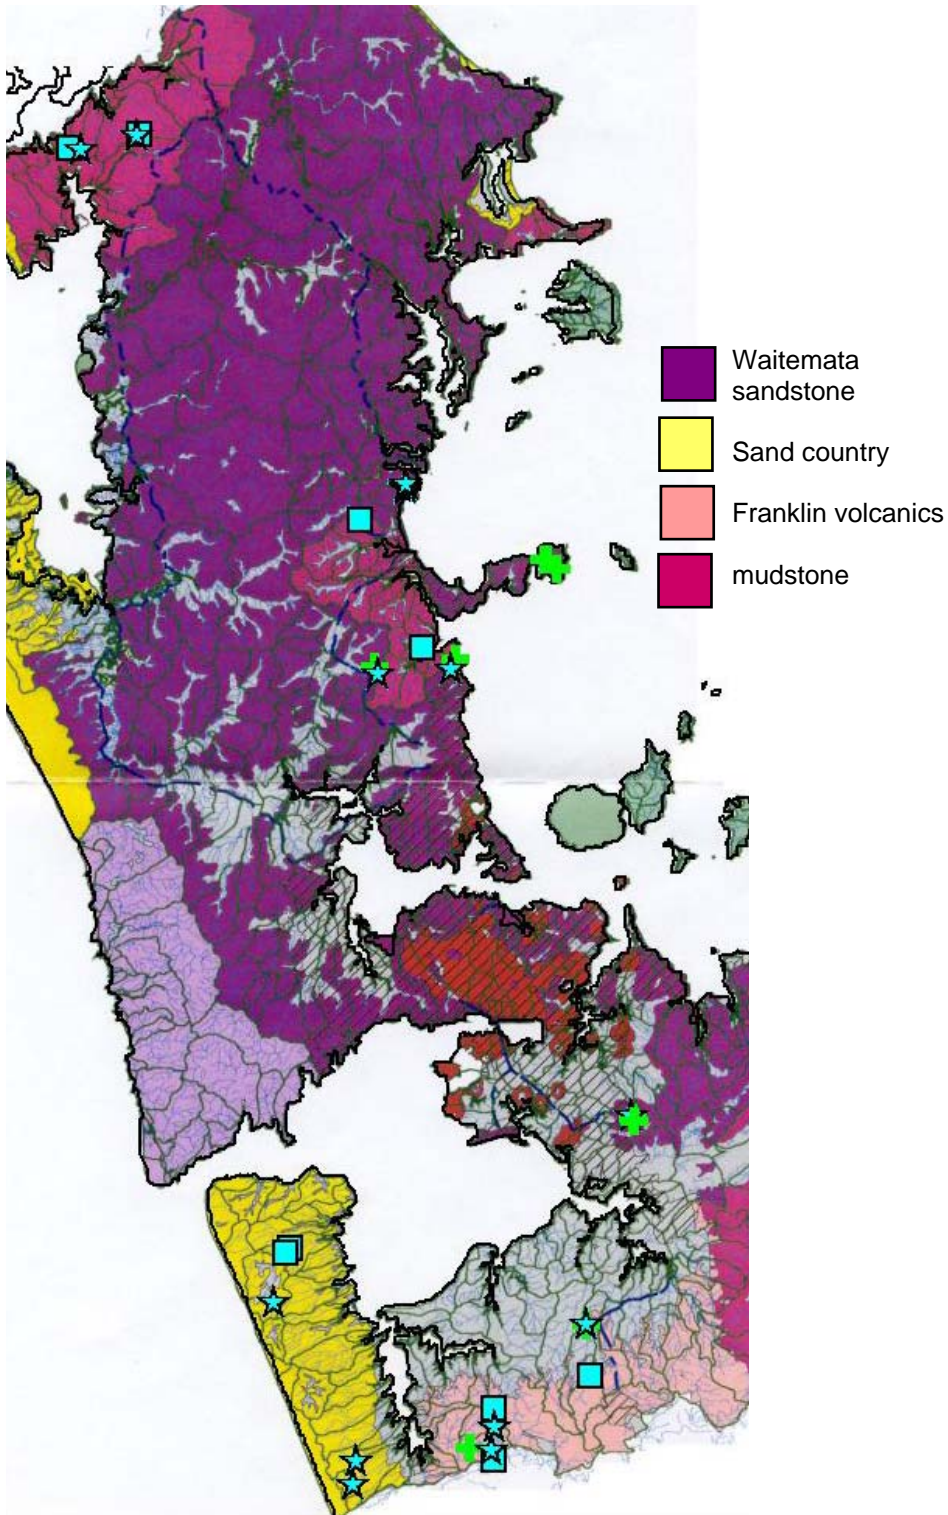 Waitemata
sandstone
Sand country
Franklin volcanics
mudstone